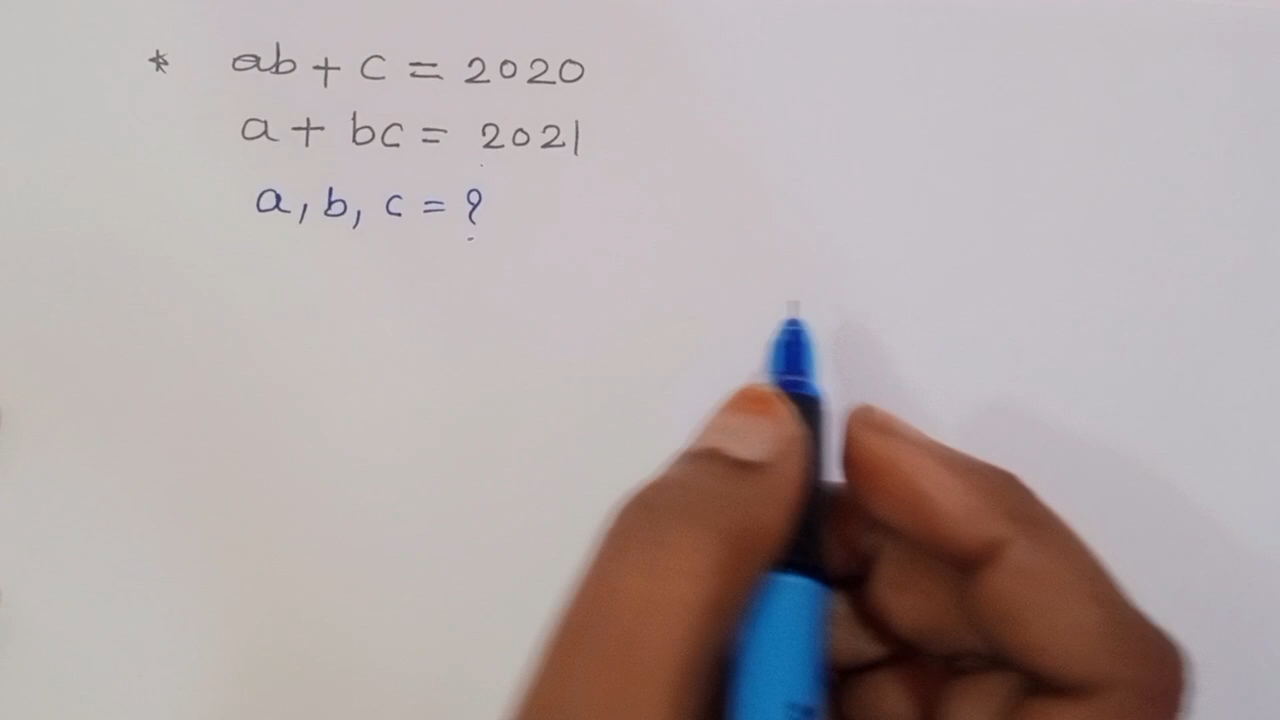 * ab + c = 2020
a + bc = 2021
a, b, c = ?